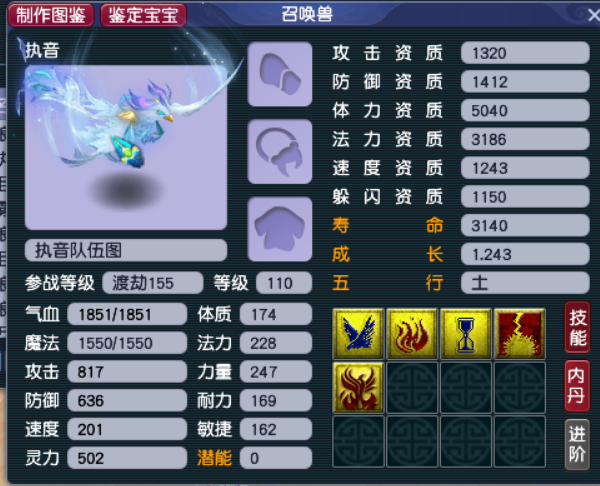 制作图鉴 鉴定宝宝 召唤兽
执音
攻击资质 1320
防御资质 1412
体力资质 5040
法力资质 3186
速度资质 1243
躲闪资质 1150
寿命 3140
成长 1.243
五行 土
执音队伍图
参战等级 渡劫155 等级 110
气血 1851/1851 体质 174
魔法 1550/1550 法力 228
攻击 817 力量 247
防御 636 耐力 169
速度 201 敏捷 162
灵力 502 潜能 0
技能
内丹
进阶